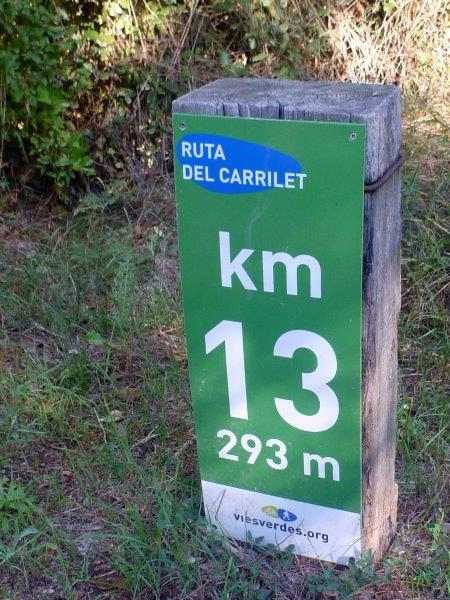 RUTA
DEL CARRILET
km
13
293 m
viesverdes.org